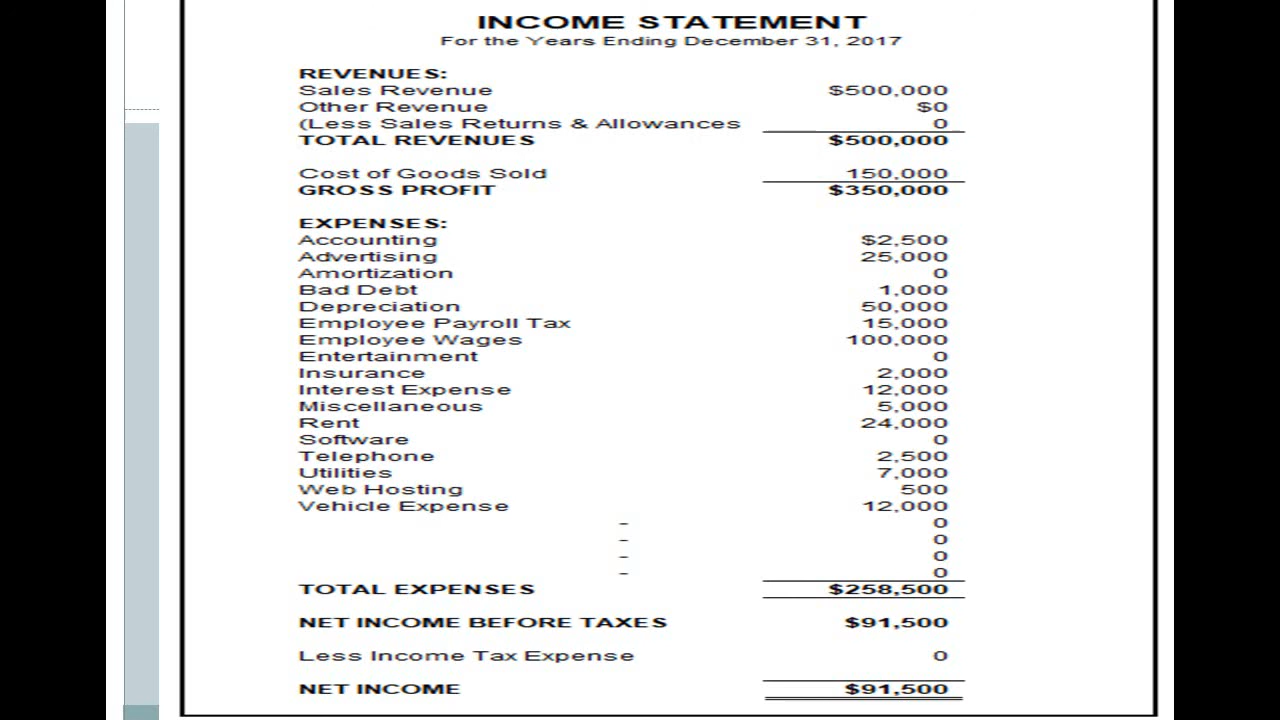 INCOME STATEMENT
For the Years Ending December 31, 2017
REVENUES:
Sales Revenue $500,000
Other Revenue $0
(Less Sales Returns & Allowances 0
TOTAL REVENUES $500,000
Cost of Goods Sold 150,000
GROSS PROFIT $350,000
EXPENSES:
Accounting $2,500
Advertising 25,000
Amortization 0
Bad Debt 1,000
Depreciation 50,000
Employee Payroll Tax 15,000
Employee Wages 100,000
Entertainment 0
Insurance 2,000
Interest Expense 12,000
Miscellaneous 5,000
Rent 24,000
Software 0
Telephone 2,500
Utilities 7,000
Web Hosting 500
Vehicle Expense 12,000
- 0
- 0
- 0
- 0
TOTAL EXPENSES $258,500
NET INCOME BEFORE TAXES $91,500
Less Income Tax Expense 0
NET INCOME $91,500